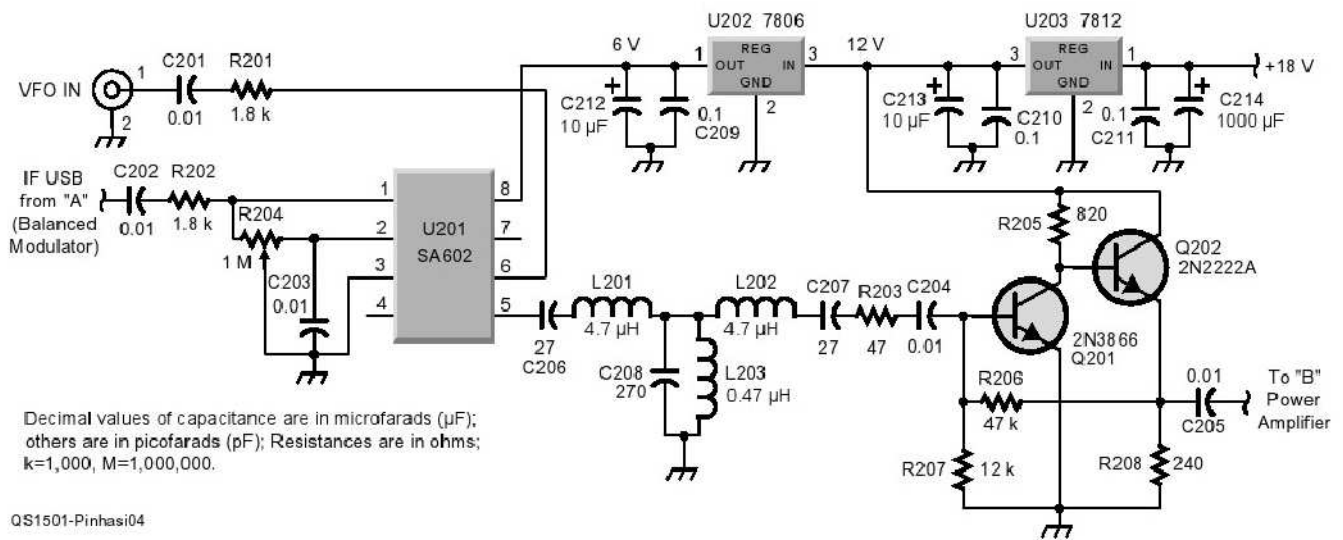 U202 7806
U203 7812
6 V
12 V
+18 V
1
REG
OUT
IN
GND
3
2
3
REG
OUT
IN
GND
1
2
VFO IN
1
2
C201
0.01
R201
1.8 k
+
C212
10 µF
0.1
C209
+
C213
10 µF
C210
0.1
0.1
C211
+
C214
1000 µF
IF USB
from "A"
(Balanced
Modulator)
C202
0.01
R202
1.8 k
R204
1 M
C203
0.01
1
2
3
4
U201
SA602
8
7
6
5
R205
820
Q202
2N2222A
L201
4.7 µH
L202
4.7 µH
C207
27
R203
47
C204
0.01
27
C206
C208
270
L203
0.47 µH
2N3866
Q201
R206
47 k
R207
12 k
R208
240
0.01
C205
To "B"
Power
Amplifier
Decimal values of capacitance are in microfarads (µF);
others are in picofarads (pF); Resistances are in ohms;
k=1,000, M=1,000,000.
QS1501-Pinhasi04